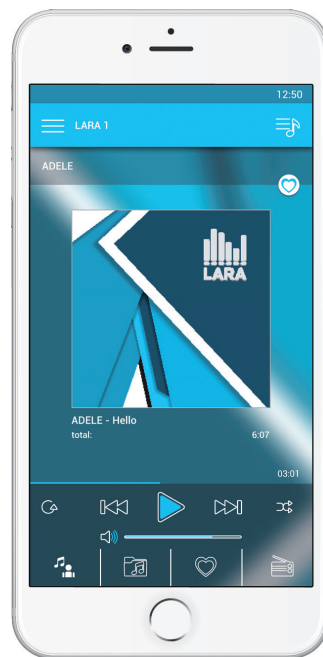 12:50
LARA 1
ADELE
LARA
ADELE - Hello
total: 6:07
03:01